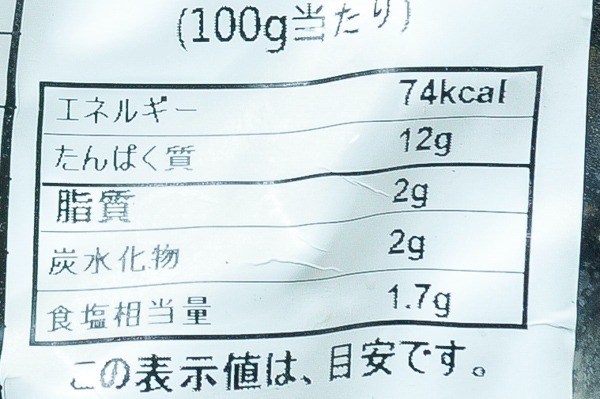 (100g当たり)
エネルギー 74kcal
たんぱく質 12g
脂質 2g
炭水化物 2g
食塩相当量 1.7g
この表示値は、目安です。